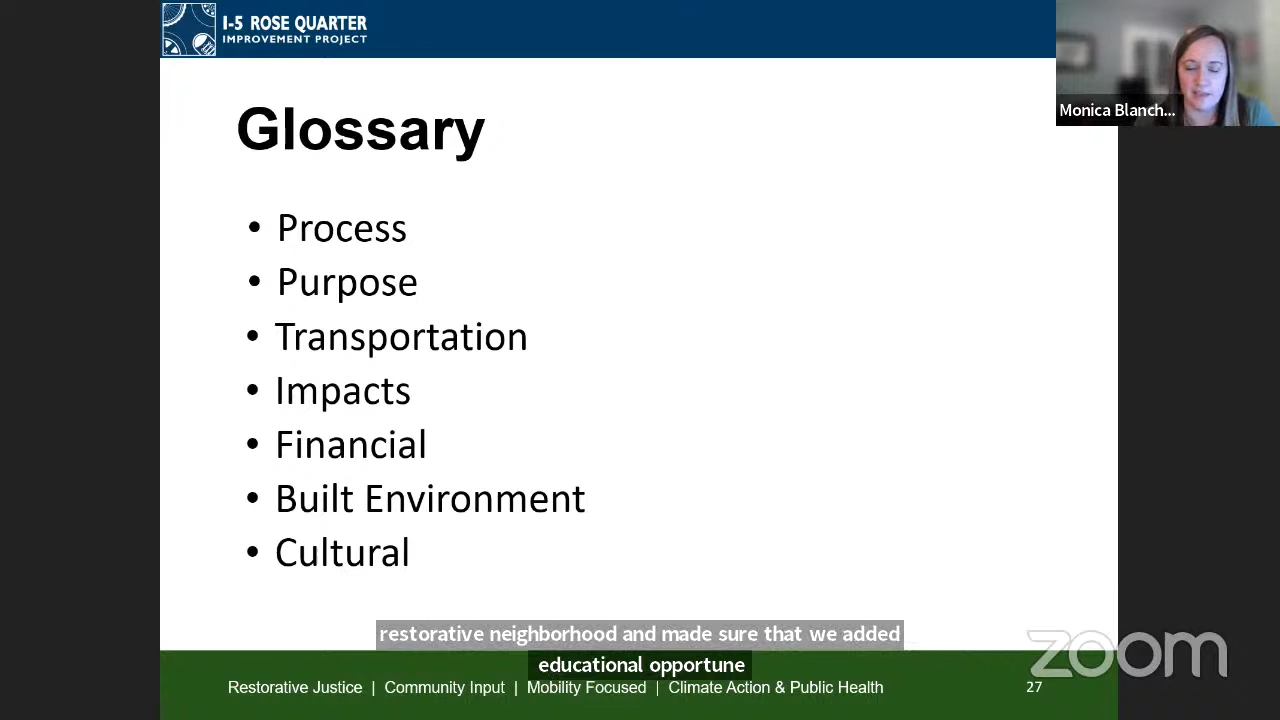 I-5 ROSE QUARTER
IMPROVEMENT PROJECT
Monica Blanch...
Glossary
• Process
• Purpose
• Transportation
• Impacts
• Financial
• Built Environment
• Cultural
restorative neighborhood and made sure that we added
educational opportune
Restorative Justice | Community Input | Mobility Focused | Climate Action & Public Health
27
zoom